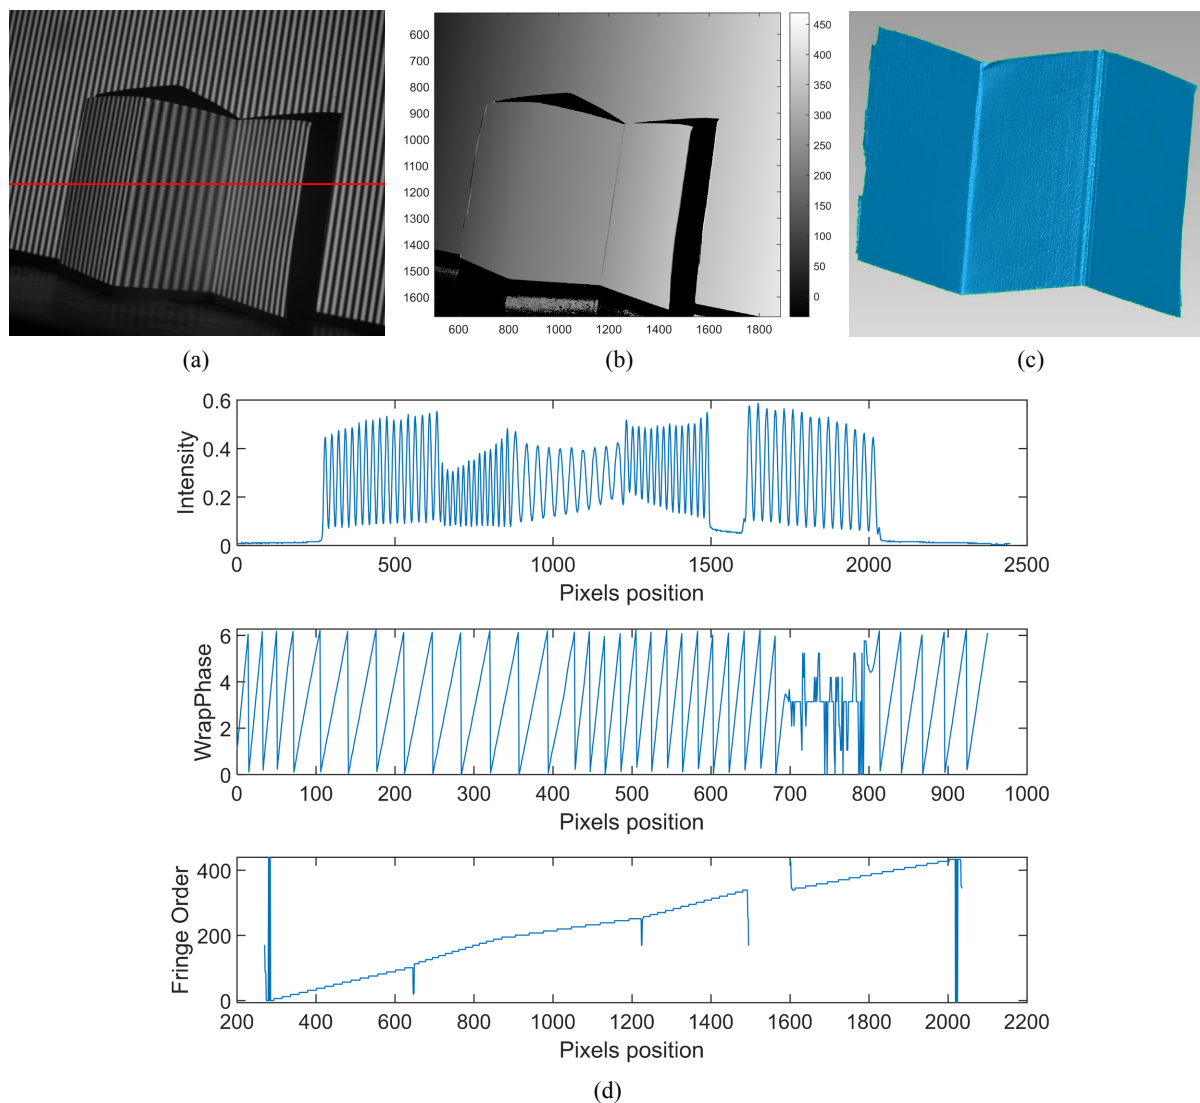 600
700
800
900
1000
1100
1200
1300
1400
1500
1600
600 800 1000 1200 1400 1600 1800
450
400
350
300
250
200
150
100
50
0
(a) (b) (c)
0.6
0.4
0.2
0
Intensity
0 500 1000 1500 2000 2500
Pixels position
6
4
2
0
WrapPhase
0 100 200 300 400 500 600 700 800 900 1000
Pixels position
400
200
0
Fringe Order
200 400 600 800 1000 1200 1400 1600 1800 2000 2200
Pixels position
(d)